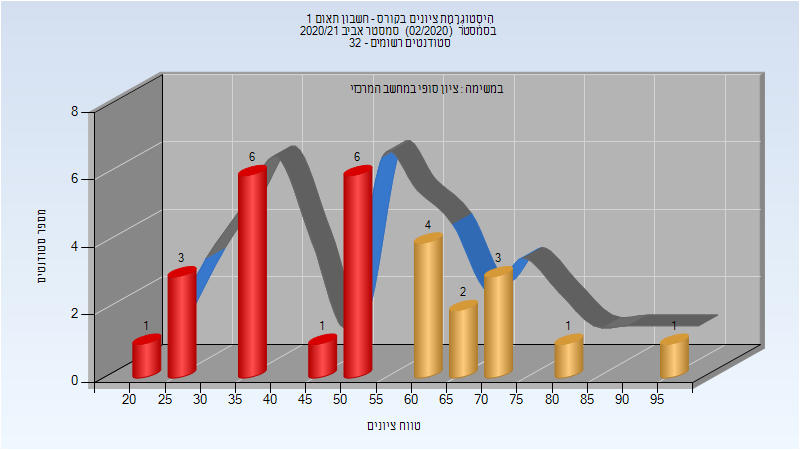 היסטוגרמת ציונים בקורס - חשבון תאום 1
בסמסטר (02/2020) סמסטר אביב 2020/21
סטודנטים רשומים - 32
במשימה : ציון סופי במחשב המרכזי
מספר סטודנטים
8
6
4
2
0
1
3
6
1
6
4
2
3
1
1
20 25 30 35 40 45 50 55 60 65 70 75 80 85 90 95
טווח ציונים